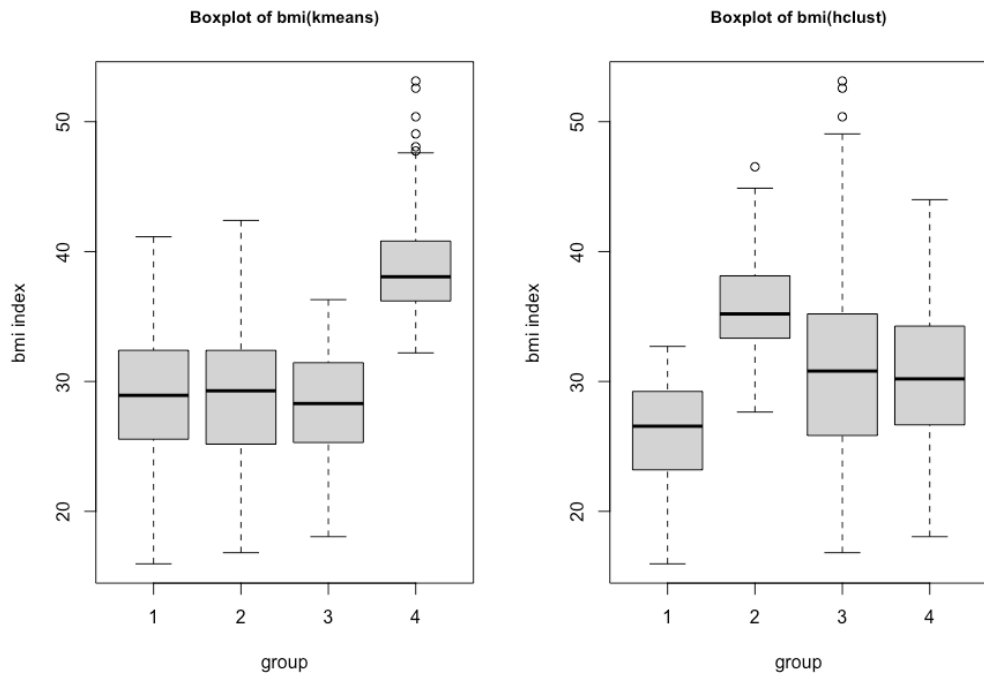 Boxplot of bmi(kmeans)
bmi index
50
40
30
20
1 2 3 4
group
Boxplot of bmi(hclust)
bmi index
50
40
30
20
1 2 3 4
group